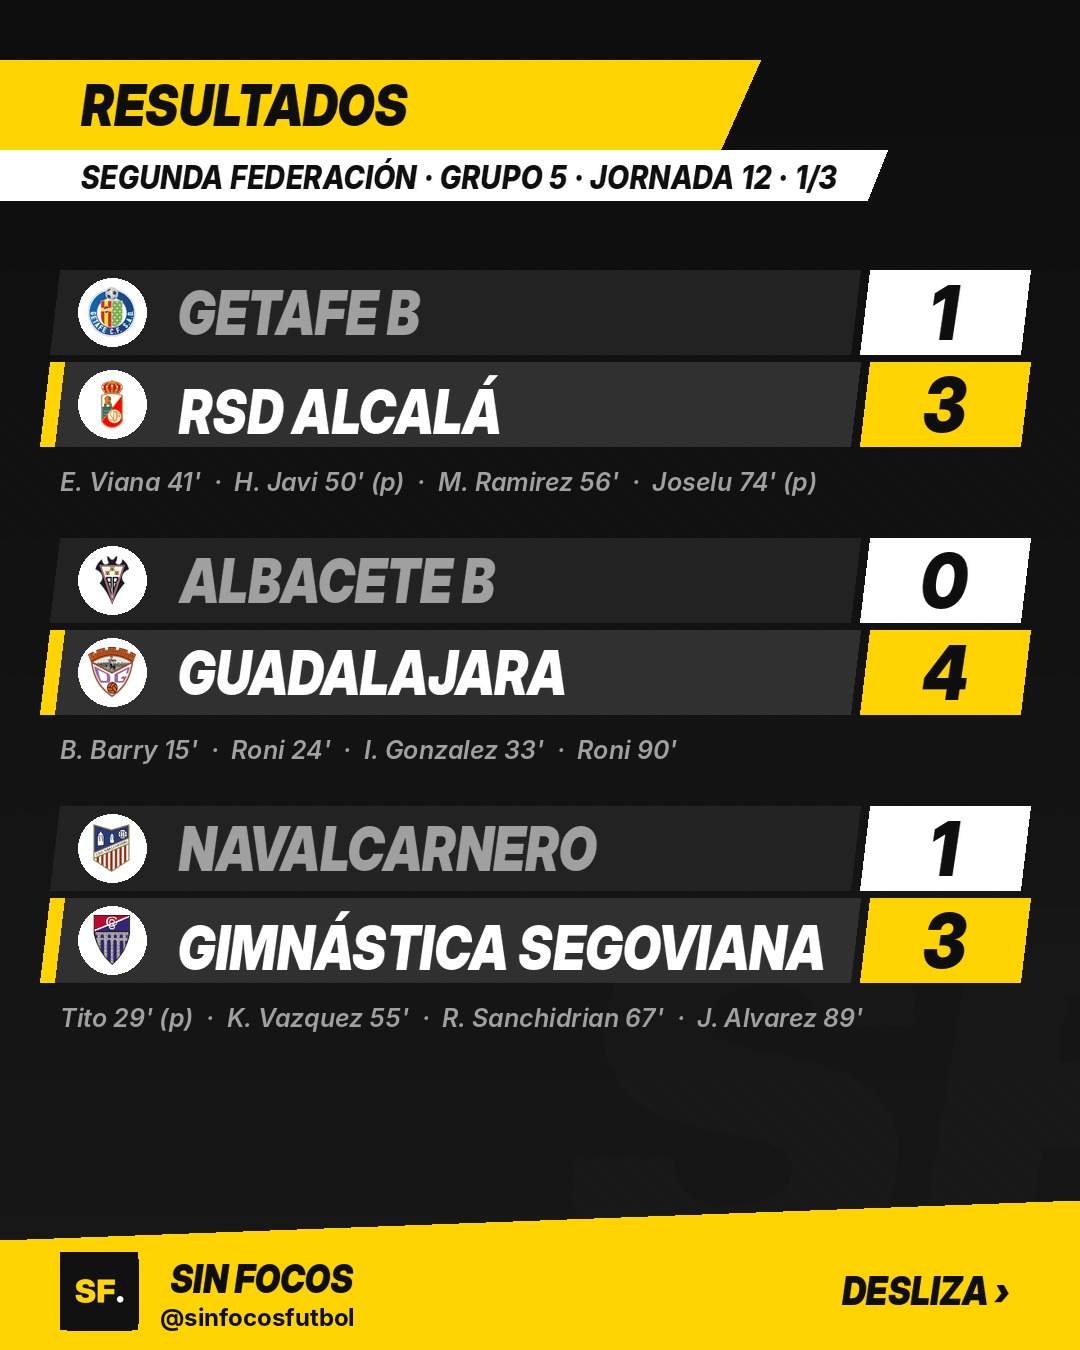 RESULTADOS
SEGUNDA FEDERACIÓN · GRUPO 5 · JORNADA 12 · 1/3
GETAFE B 1
RSD ALCALÁ 3
E. Viana 41' · H. Javi 50' (p) · M. Ramirez 56' · Joselu 74' (p)
ALBACETE B 0
GUADALAJARA 4
B. Barry 15' · Roni 24' · I. Gonzalez 33' · Roni 90'
NAVALCARNERO 1
GIMNÁSTICA SEGOVIANA 3
Tito 29' (p) · K. Vazquez 55' · R. Sanchidrian 67' · J. Alvarez 89'
SF.
SIN FOCOS
@sinfocosfutbol
DESLIZA ›